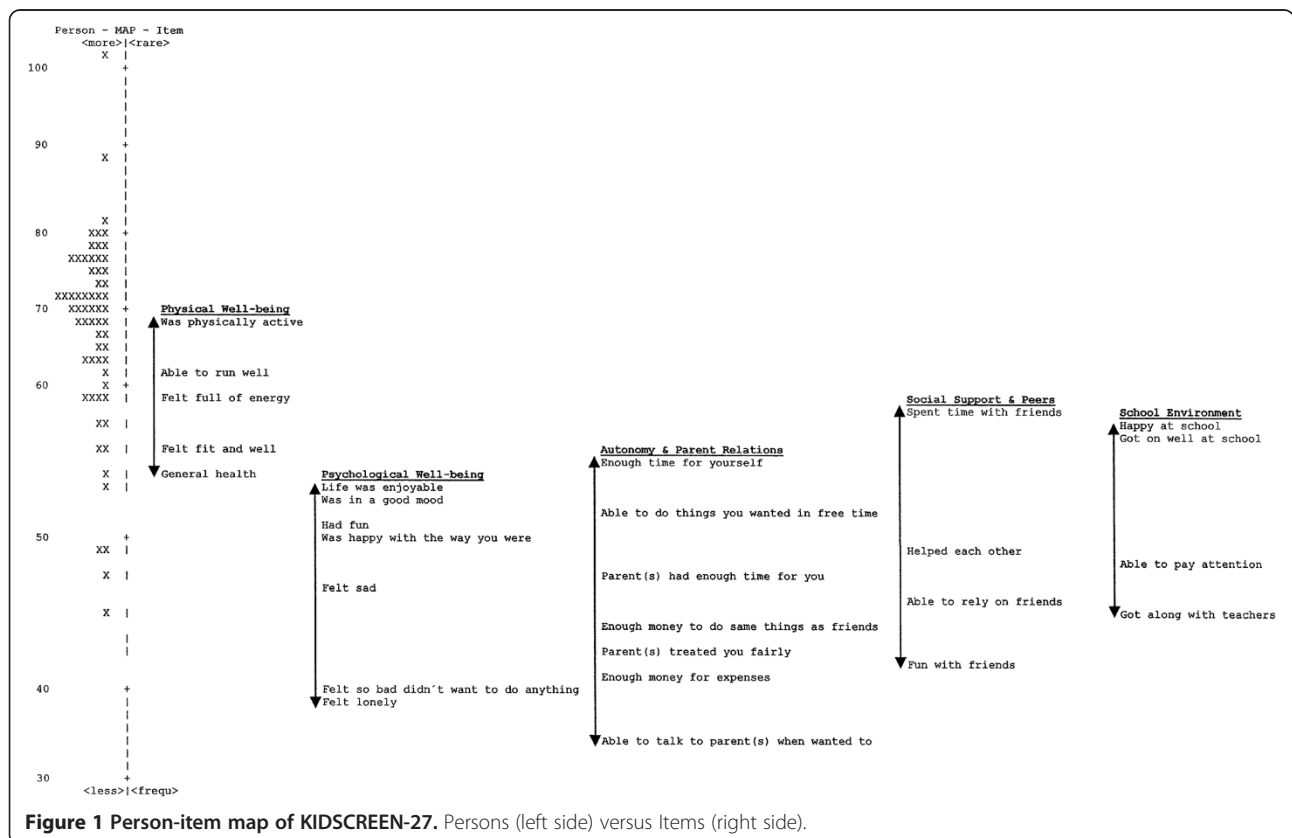 Person - MAP - Item
<more>|<rare>
X |
100 +
90 +
X |
X |
80 XXX +
XXX |
XXXXXX |
XXX |
XX |
XXXXXXXX |
70 XXXXXX +
XXXXX |
XX |
XX |
XXXX |
X |
60 X +
XXXX |
XX |
XX |
X |
X |
50 +
XX |
X |
X |
40 +
30 +
<less>|<frequ>
Physical Well-being
Was physically active
Able to run well
Felt full of energy
Felt fit and well
General health
Psychological Well-being
Life was enjoyable
Was in a good mood
Had fun
Was happy with the way you were
Felt sad
Felt so bad didn´t want to do anything
Felt lonely
Autonomy & Parent Relations
Enough time for yourself
Able to do things you wanted in free time
Parent(s) had enough time for you
Enough money to do same things as friends
Parent(s) treated you fairly
Enough money for expenses
Able to talk to parent(s) when wanted to
Social Support & Peers
Spent time with friends
Helped each other
Able to rely on friends
Fun with friends
School Environment
Happy at school
Got on well at school
Able to pay attention
Got along with teachers
Figure 1 Person-item map of KIDSCREEN-27. Persons (left side) versus Items (right side).